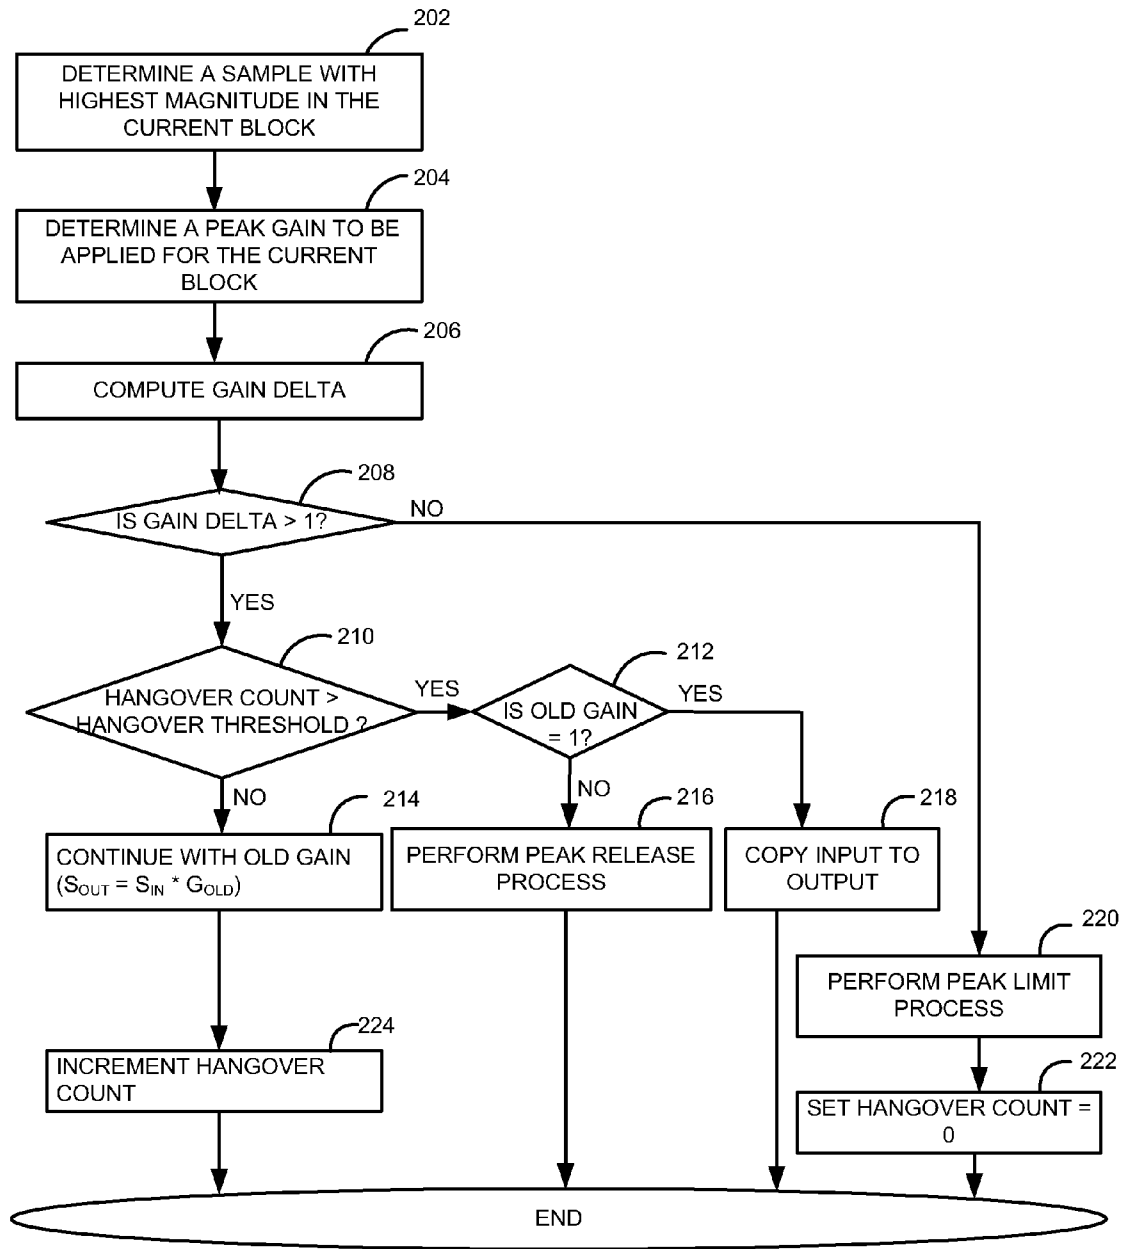 202
DETERMINE A SAMPLE WITH
HIGHEST MAGNITUDE IN THE
CURRENT BLOCK
204
DETERMINE A PEAK GAIN TO BE
APPLIED FOR THE CURRENT
BLOCK
206
COMPUTE GAIN DELTA
208
IS GAIN DELTA > 1?
NO
YES
210
HANGOVER COUNT >
HANGOVER THRESHOLD ?
YES
212
IS OLD GAIN
= 1?
YES
NO
NO
214
CONTINUE WITH OLD GAIN
(SOUT = SIN * GOLD)
216
PERFORM PEAK RELEASE
PROCESS
218
COPY INPUT TO
OUTPUT
220
PERFORM PEAK LIMIT
PROCESS
224
INCREMENT HANGOVER
COUNT
222
SET HANGOVER COUNT =
0
END